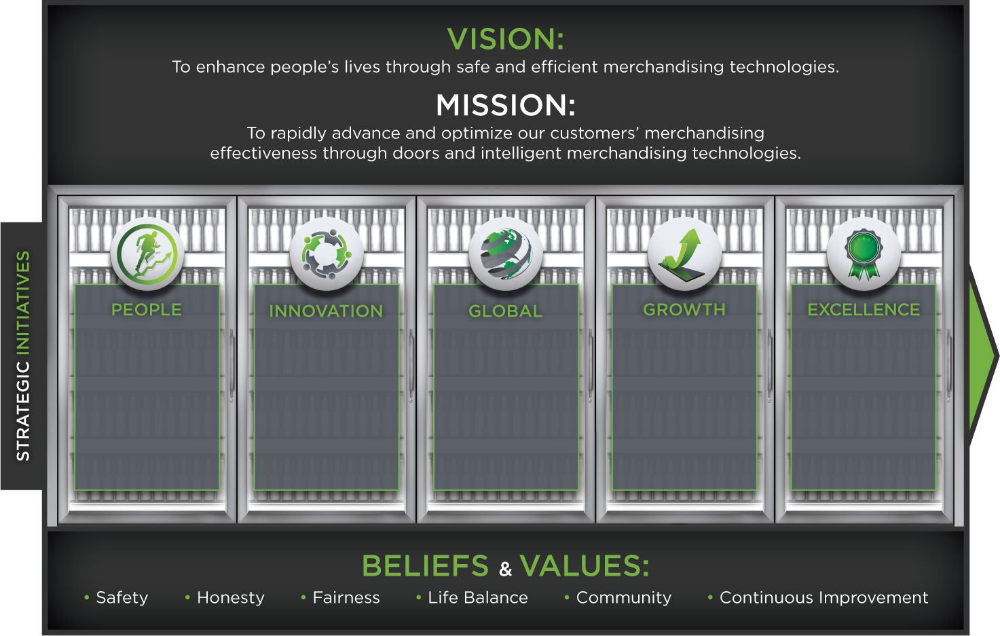 VISION:
To enhance people’s lives through safe and efficient merchandising technologies.
MISSION:
To rapidly advance and optimize our customers’ merchandising
effectiveness through doors and intelligent merchandising technologies.
STRATEGIC INITIATIVES
PEOPLE
INNOVATION
GLOBAL
GROWTH
EXCELLENCE
BELIEFS & VALUES:
• Safety • Honesty • Fairness • Life Balance • Community • Continuous Improvement